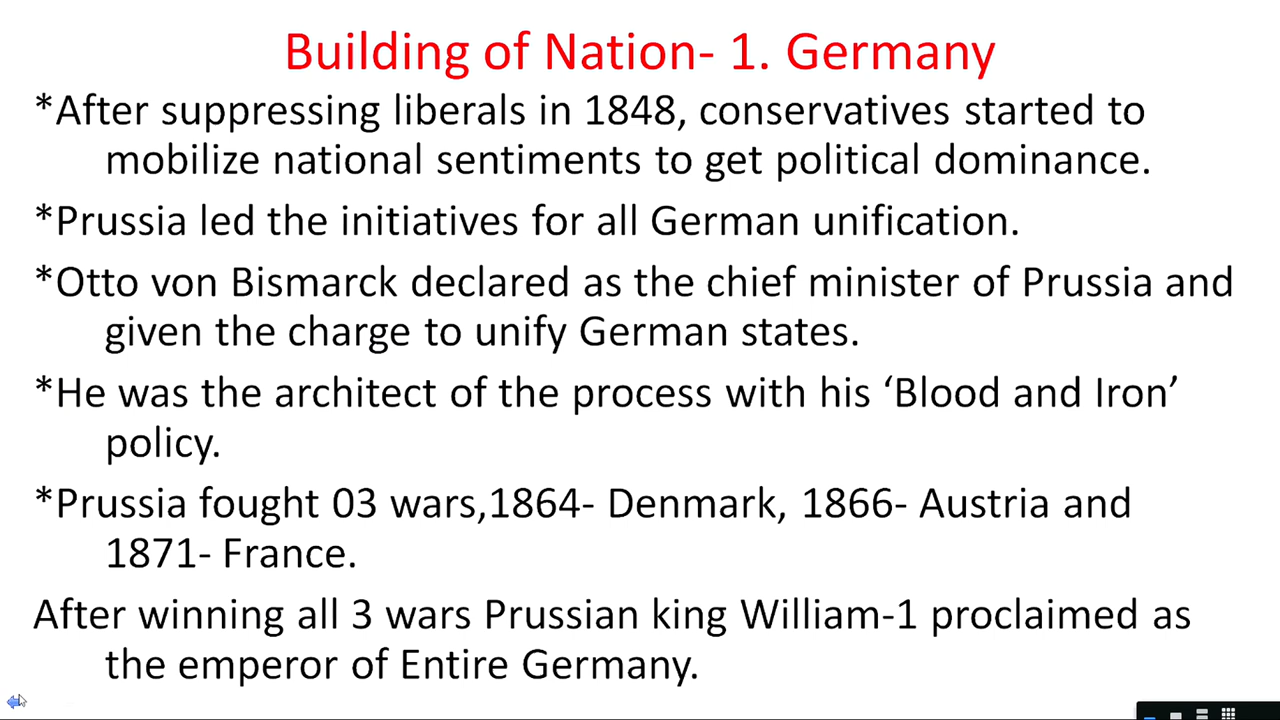 Building of Nation- 1. Germany
*After suppressing liberals in 1848, conservatives started to
mobilize national sentiments to get political dominance.
*Prussia led the initiatives for all German unification.
*Otto von Bismarck declared as the chief minister of Prussia and
given the charge to unify German states.
*He was the architect of the process with his ‘Blood and Iron’
policy.
*Prussia fought 03 wars,1864- Denmark, 1866- Austria and
1871- France.
After winning all 3 wars Prussian king William-1 proclaimed as
the emperor of Entire Germany.